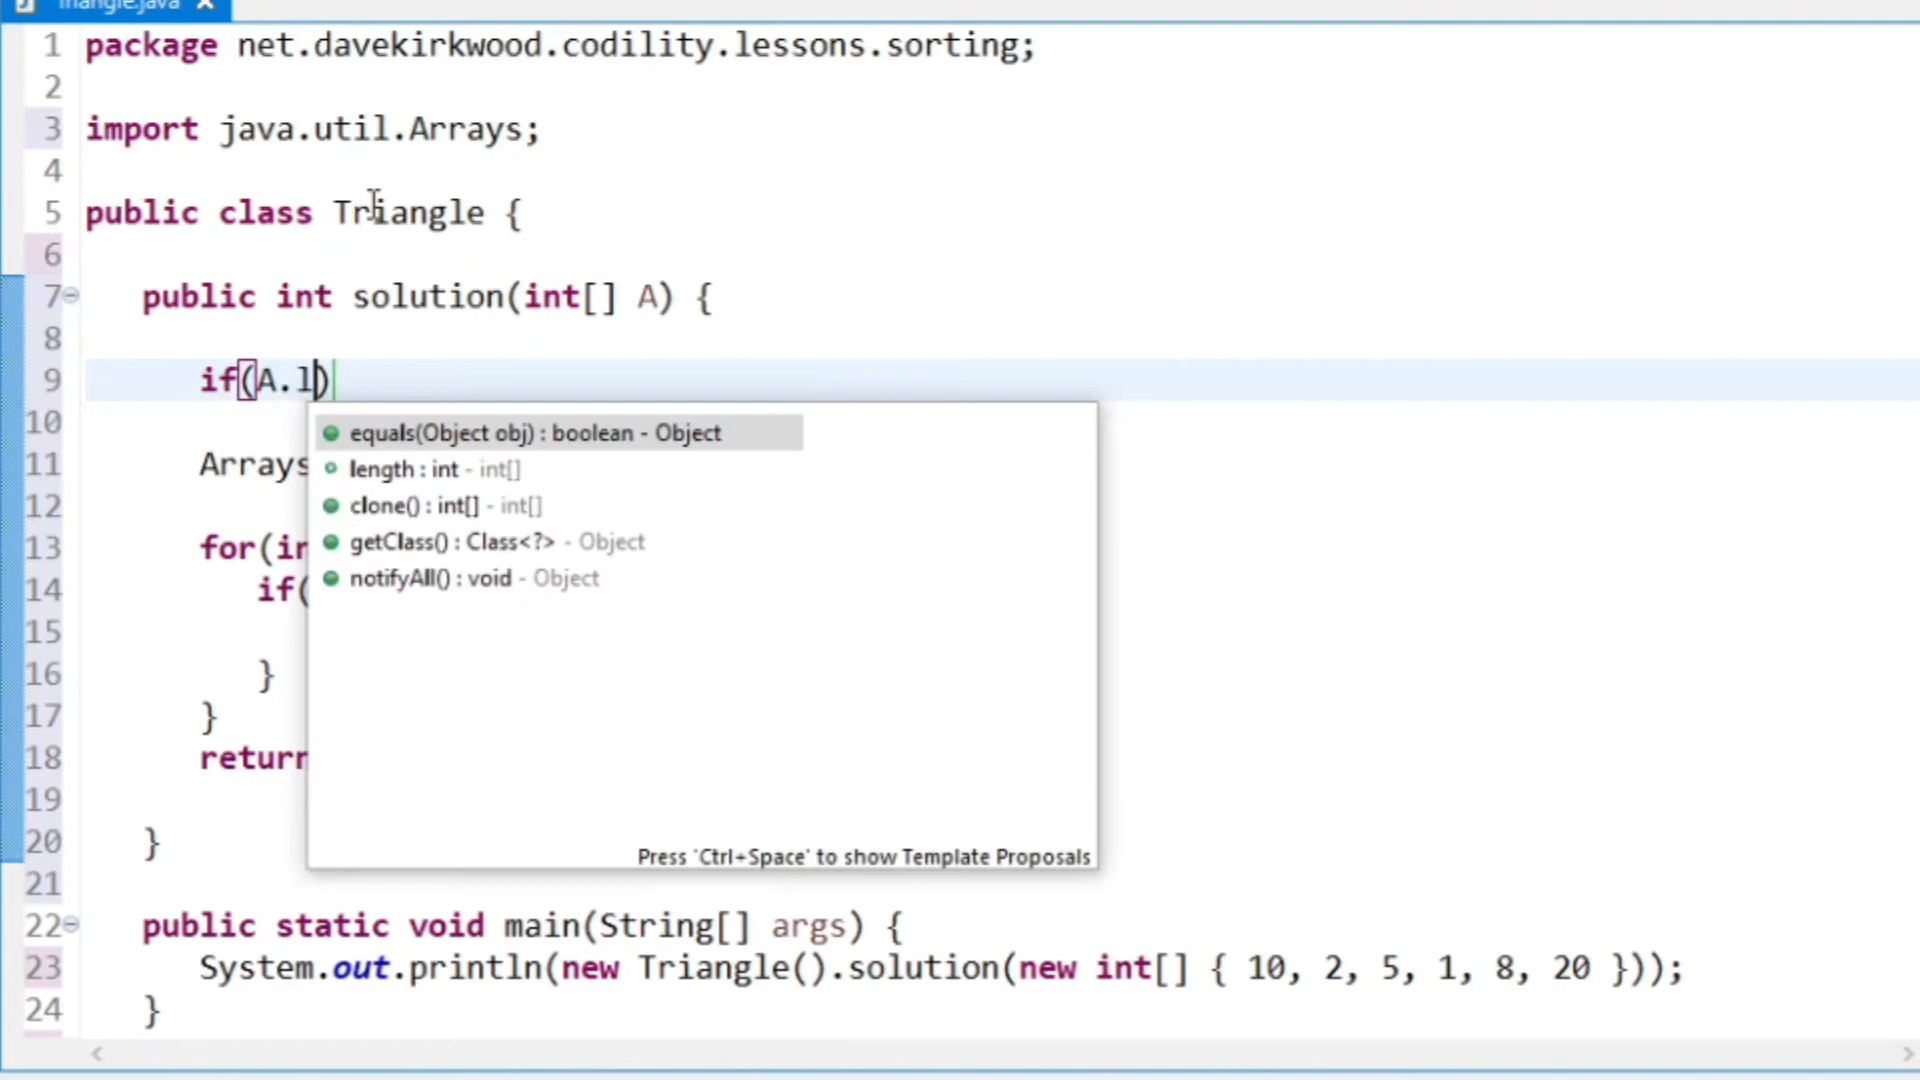 Triangle.java
1 package net.davekirkwood.codility.lessons.sorting;
2
3 import java.util.Arrays;
4
5 public class Triangle {
6
7 public int solution(int[] A) {
8
9 if(A.l)
10
11 Arrays
12
13 for(in
14 if(
15
16 }
17 }
18 return
19
20 }
21
22 public static void main(String[] args) {
23 System.out.println(new Triangle().solution(new int[] { 10, 2, 5, 1, 8, 20 }));
24 }
equals(Object obj) : boolean - Object
length : int - int[]
clone() : int[] - int[]
getClass() : Class<?> - Object
notifyAll() : void - Object
Press 'Ctrl+Space' to show Template Proposals